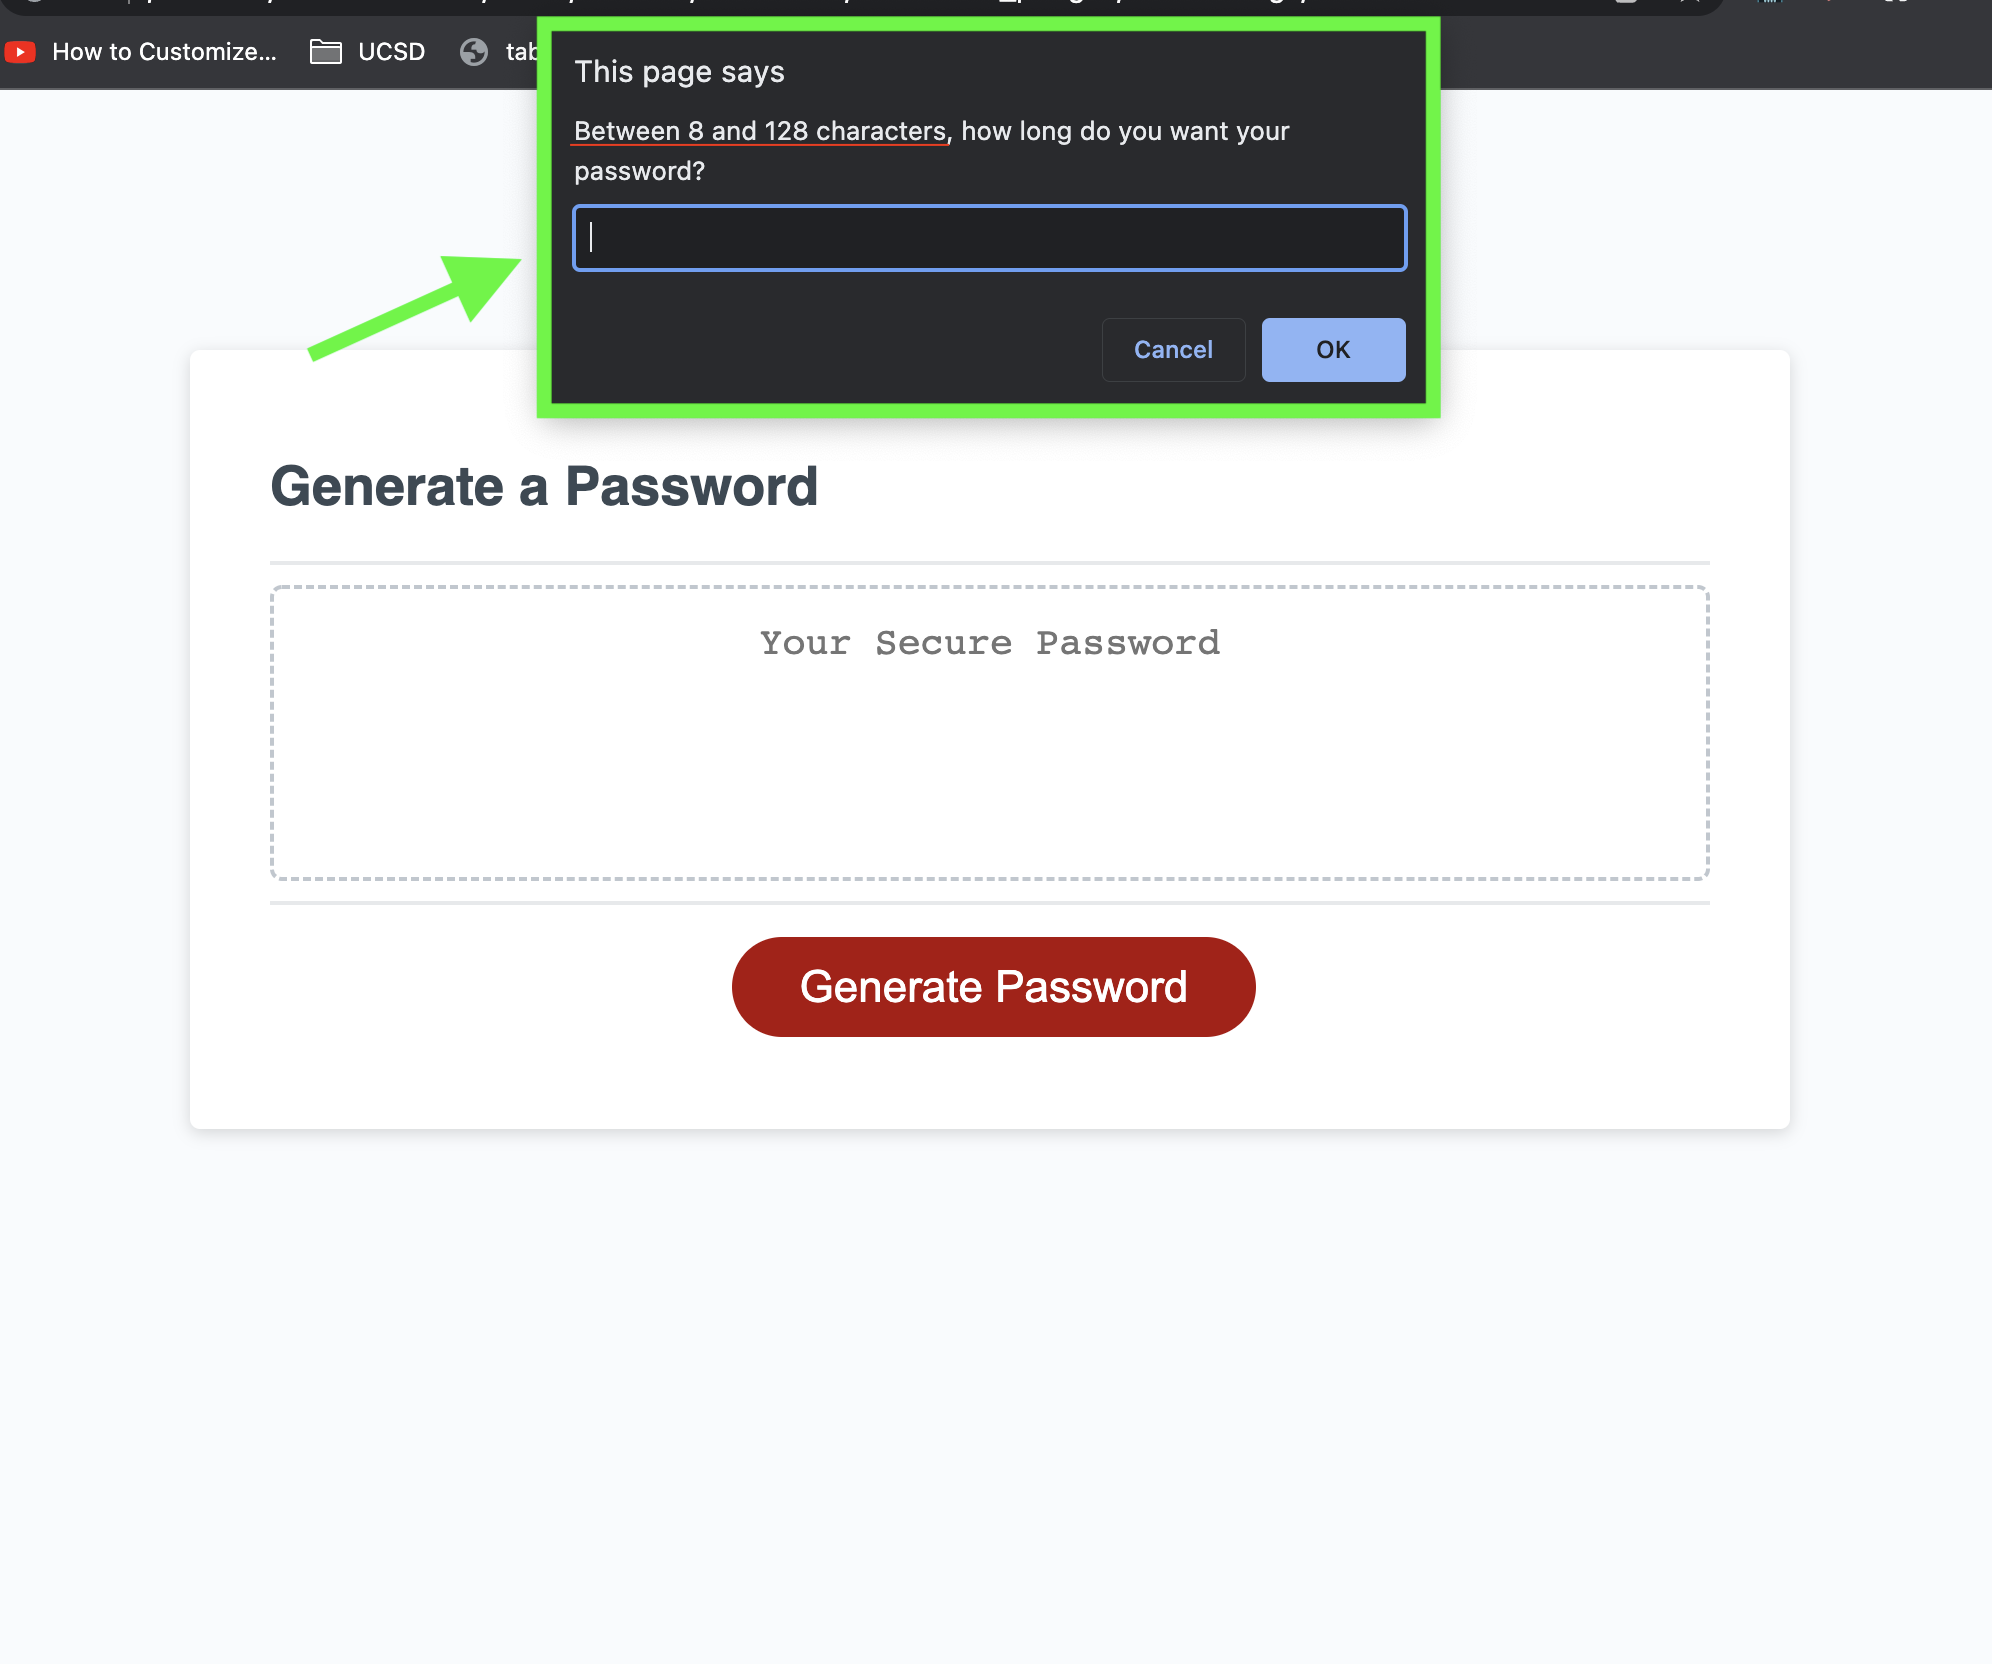 How to Customize... UCSD
This page says
Between 8 and 128 characters, how long do you want your
password?
Cancel OK
Generate a Password
Your Secure Password
Generate Password